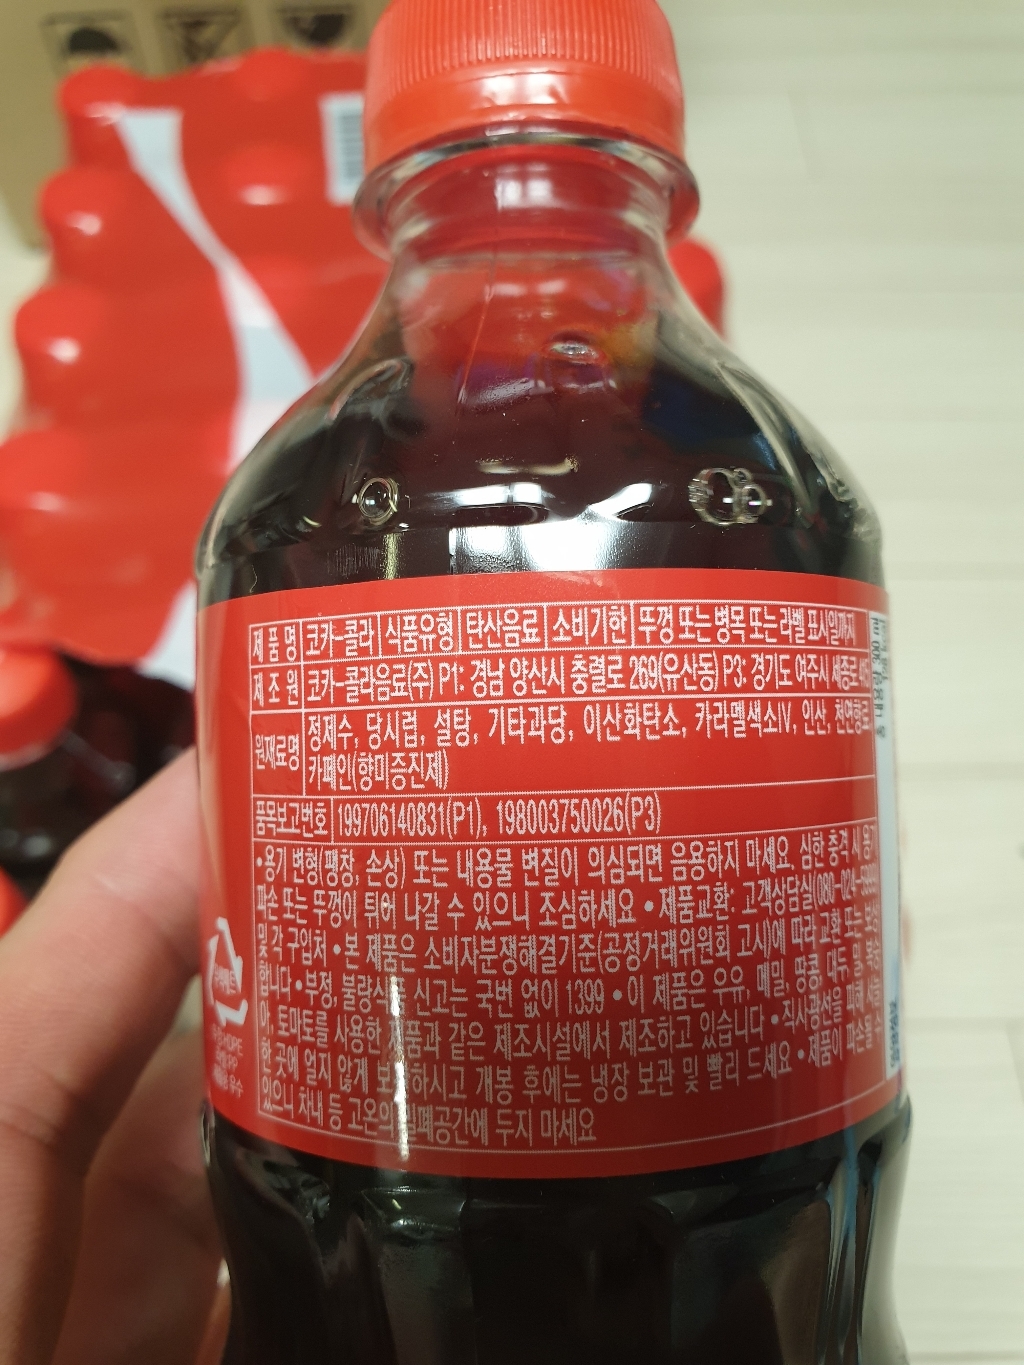 제품명 코카-콜라 식품유형 탄산음료 소비기한 뚜껑 또는 병목 또는 라벨 표시일까지
제조원 코카-콜라음료(주) P1: 경남 양산시 충렬로 269(유산동) P3: 경기도 여주시 세종로
원재료명 정제수, 당시럽, 설탕, 기타과당, 이산화탄소, 카라멜색소IV, 인산, 천연향료
카페인(향미증진제)
품목보고번호 199706140831(P1), 198003750026(P3)
•용기 변형(팽창, 손상) 또는 내용물 변질이 의심되면 음용하지 마세요. 심한 충격 시 용기
파손 또는 뚜껑이 튀어 나갈 수 있으니 조심하세요 •제품교환: 고객상담실(080-024-5999)
및 각 구입처 •본 제품은 소비자분쟁해결기준(공정거래위원회 고시)에 따라 교환 또는 보상
합니다 •부정, 불량식품 신고는 국번 없이 1399 •이 제품은 우유, 메밀, 땅콩, 대두, 밀, 복숭
아, 토마토를 사용한 제품과 같은 제조시설에서 제조하고 있습니다 •직사광선을 피해 서늘
한 곳에 얼지 않게 보관하시고 개봉 후에는 냉장 보관 및 빨리 드세요 •제품이 파손될 수
있으니 차내 등 고온의 밀폐공간에 두지 마세요
HDPE
PP
우수